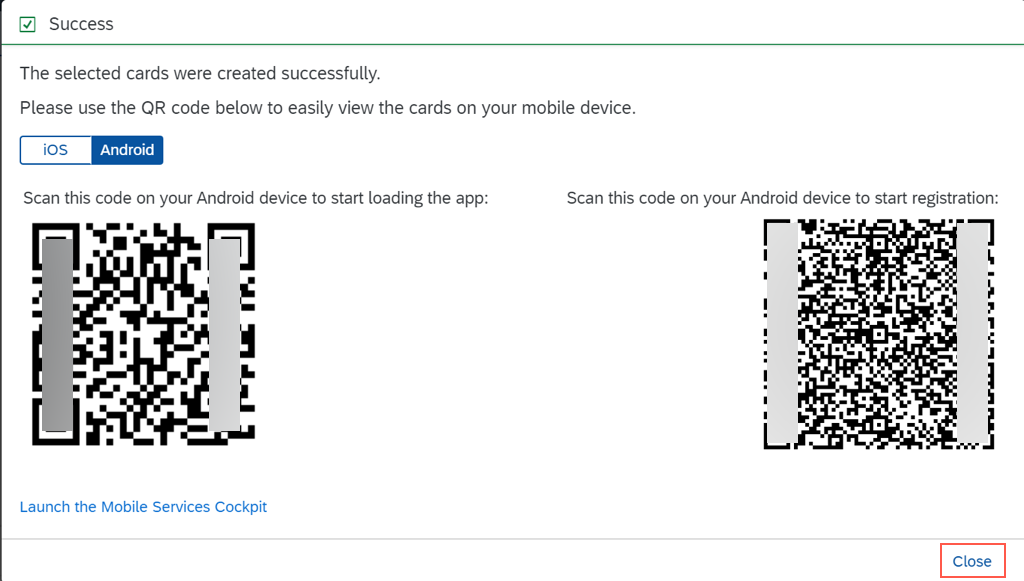 Success
The selected cards were created successfully.
Please use the QR code below to easily view the cards on your mobile device.
iOS Android
Scan this code on your Android device to start loading the app: Scan this code on your Android device to start registration:
Launch the Mobile Services Cockpit
Close